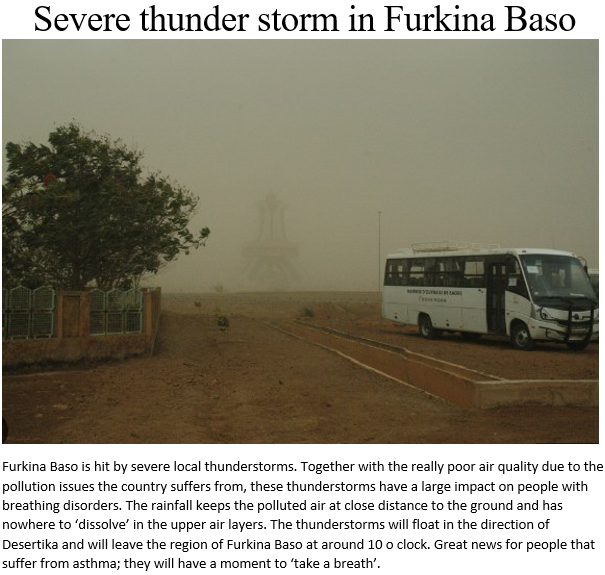 Severe thunder storm in Furkina Baso
Furkina Baso is hit by severe local thunderstorms. Together with the really poor air quality due to the
pollution issues the country suffers from, these thunderstorms have a large impact on people with
breathing disorders. The rainfall keeps the polluted air at close distance to the ground and has
nowhere to ‘dissolve’ in the upper air layers. The thunderstorms will float in the direction of
Desertika and will leave the region of Furkina Baso at around 10 o clock. Great news for people that
suffer from asthma; they will have a moment to ‘take a breath’.